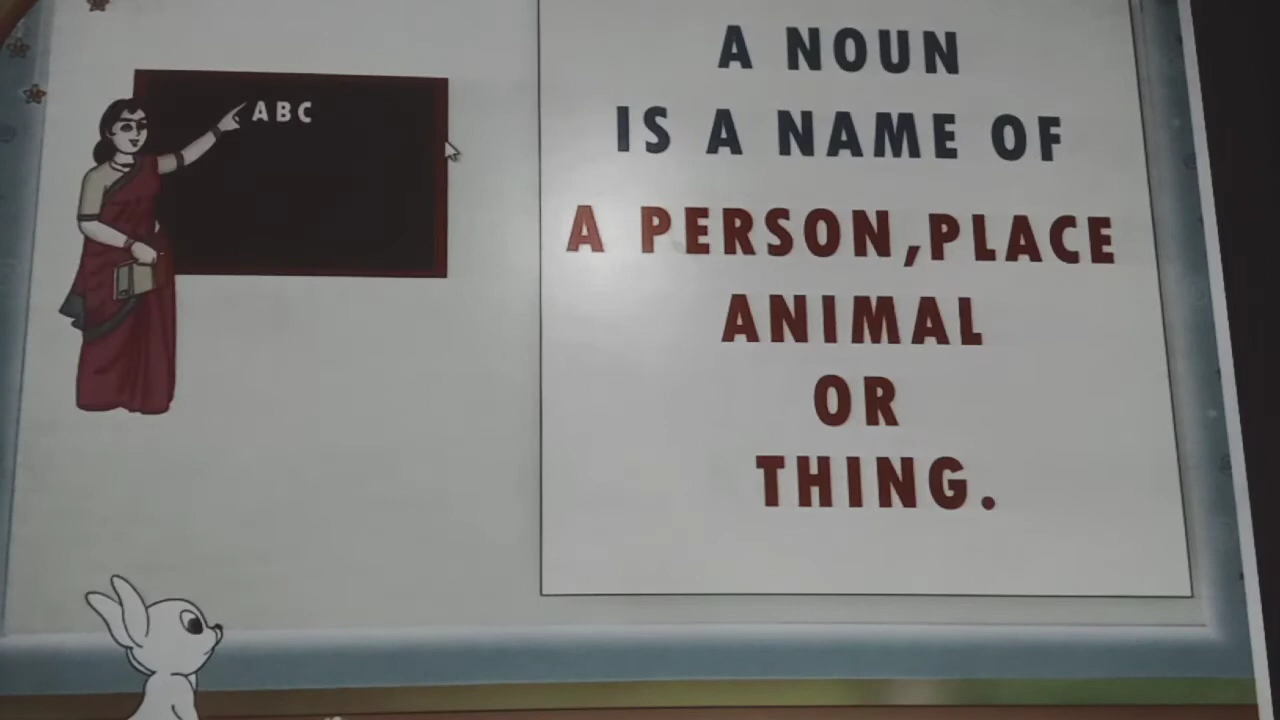 ABC
A NOUN
IS A NAME OF
A PERSON,PLACE
ANIMAL
OR
THING.